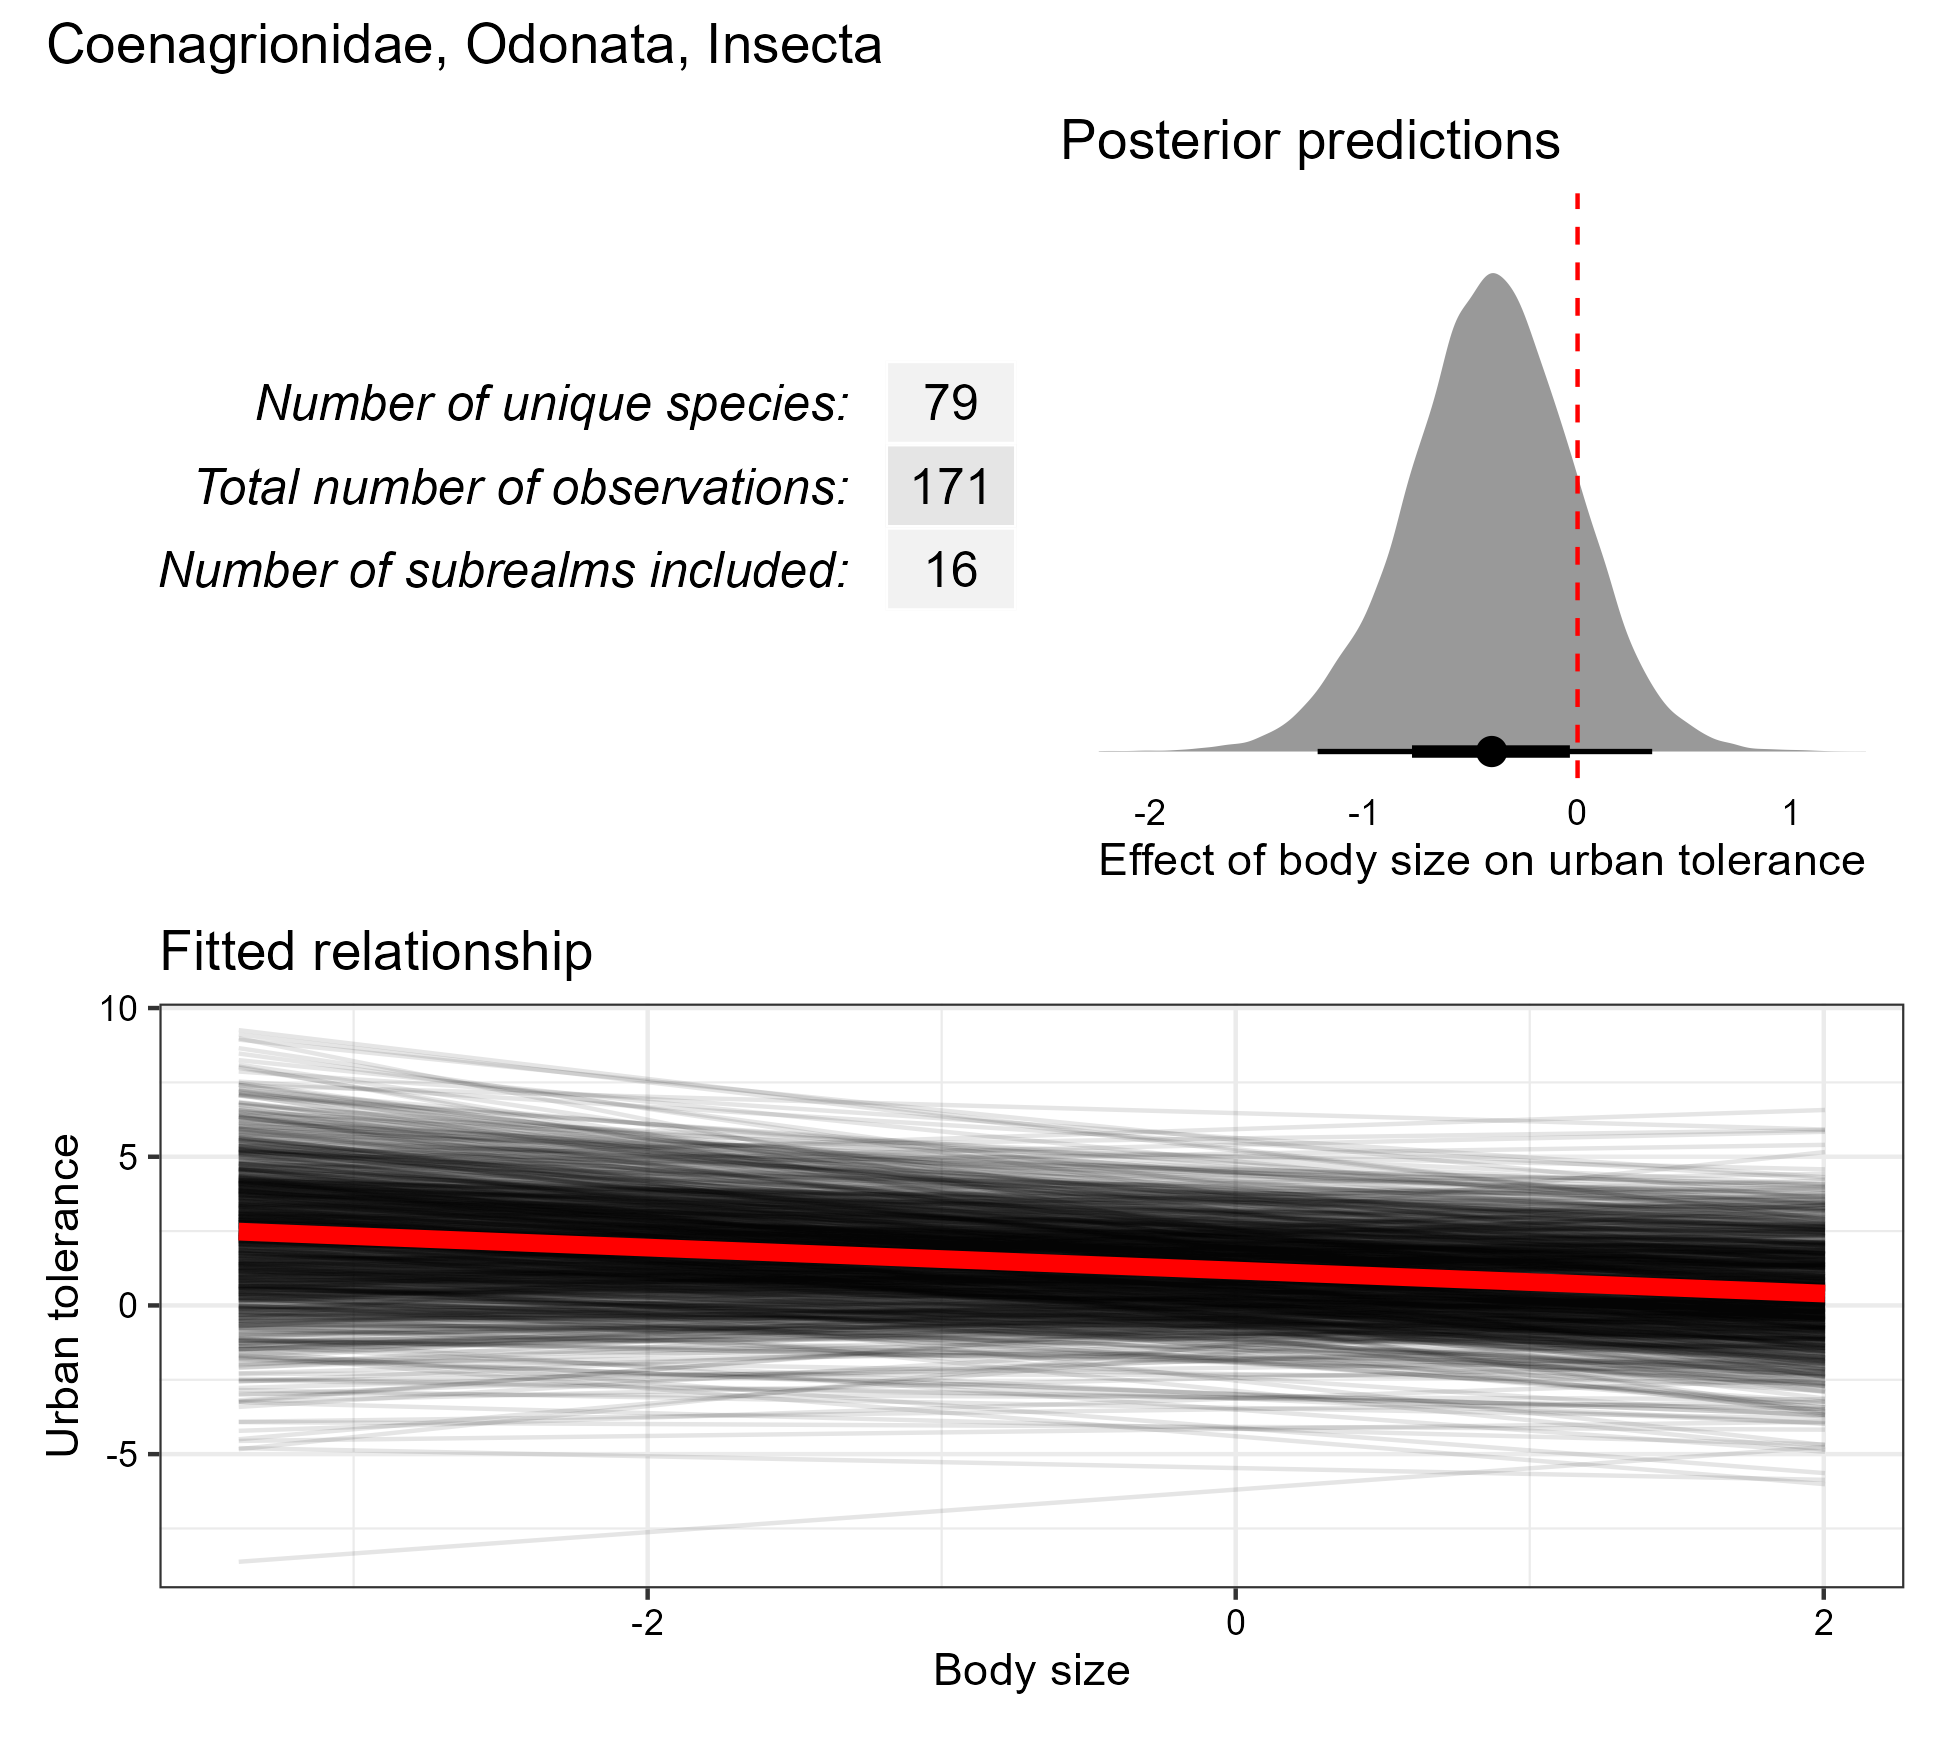 Coenagrionidae, Odonata, Insecta
Posterior predictions
Number of unique species: 79
Total number of observations: 171
Number of subrealms included: 16
-2 -1 0 1
Effect of body size on urban tolerance
Fitted relationship
10
5
0
-5
Urban tolerance
-2 0 2
Body size